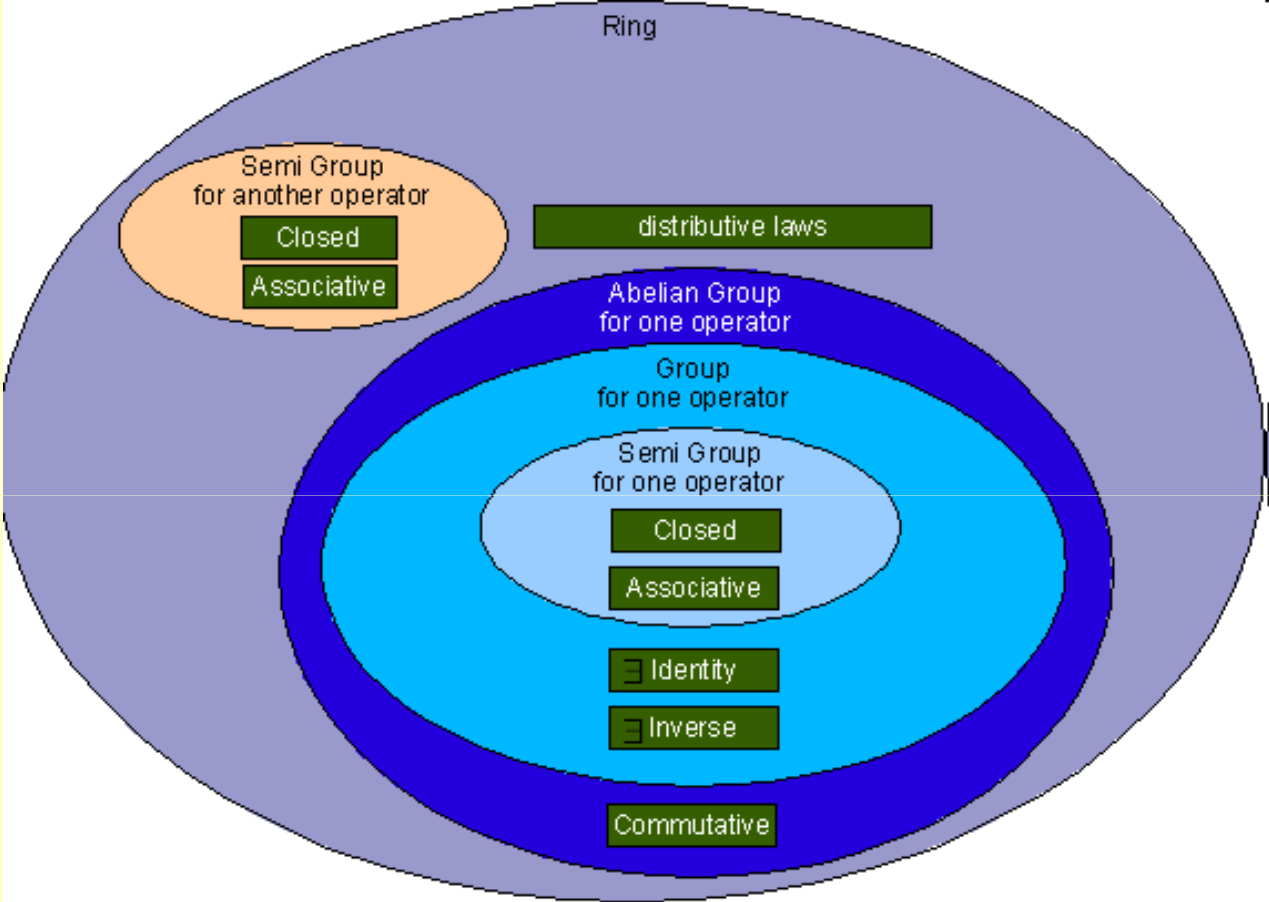 Ring
Semi Group
for another operator
Closed
Associative
distributive laws
Abelian Group
for one operator
Group
for one operator
Semi Group
for one operator
Closed
Associative
∃ Identity
∃ Inverse
Commutative